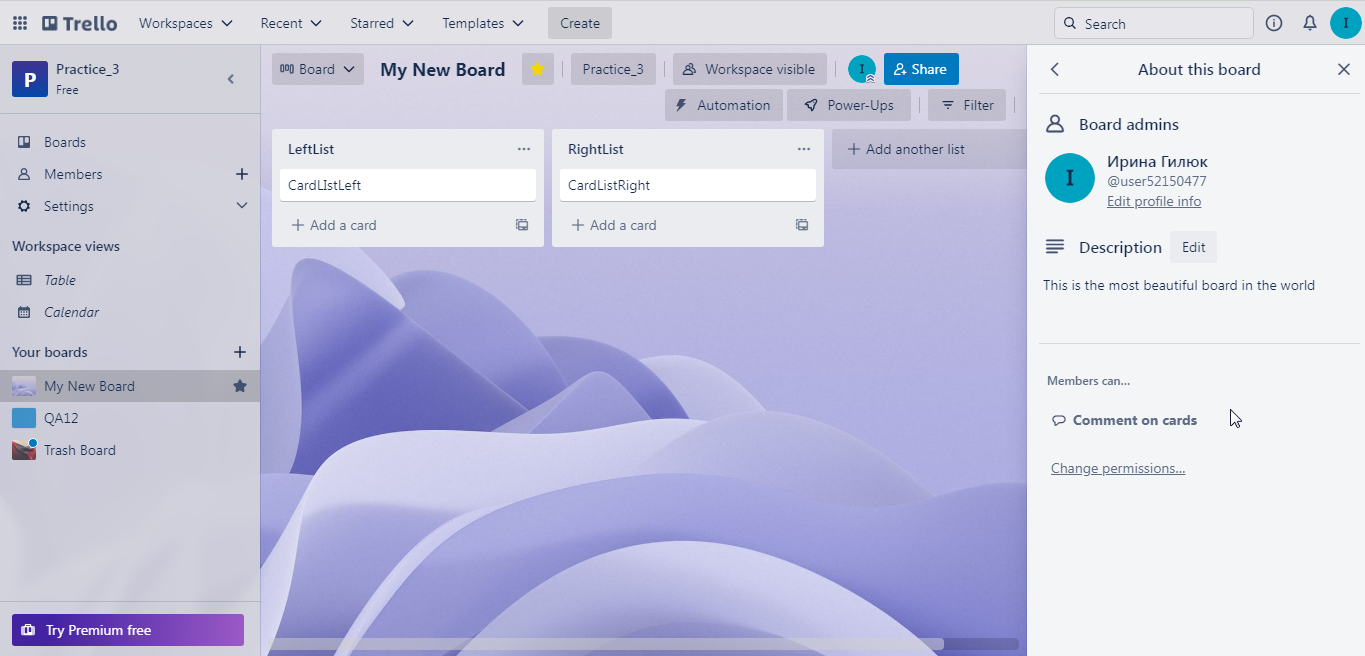 Trello Workspaces Recent Starred Templates Create Search I
P Practice_3
Free
Boards
Members
Settings
Workspace views
Table
Calendar
Your boards
My New Board
QA12
Trash Board
Try Premium free
Board My New Board Practice_3 Workspace visible I Share
Automation Power-Ups Filter
LeftList
CardLIstLeft
Add a card
RightList
CardListRight
Add a card
Add another list
About this board
Board admins
I
Ирина Гилюк
@user52150477
Edit profile info
Description Edit
This is the most beautiful board in the world
Members can...
Comment on cards
Change permissions...